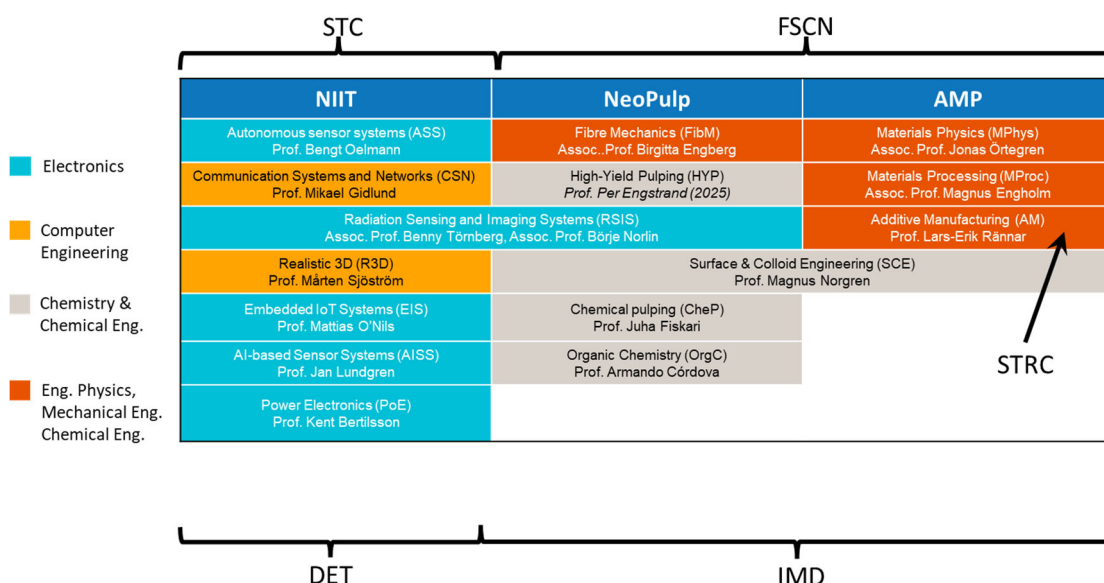 STC
FSCN
NIIT
NeoPulp
AMP
Autonomous sensor systems (ASS)
Prof. Bengt Oelmann
Fibre Mechanics (FibM)
Assoc..Prof. Birgitta Engberg
Materials Physics (MPhys)
Assoc. Prof. Jonas Örtegren
Communication Systems and Networks (CSN)
Prof. Mikael Gidlund
High-Yield Pulping (HYP)
Prof. Per Engstrand (2025)
Materials Processing (MProc)
Assoc. Prof. Magnus Engholm
Radiation Sensing and Imaging Systems (RSIS)
Assoc. Prof. Benny Törnberg, Assoc. Prof. Börje Norlin
Additive Manufacturing (AM)
Prof. Lars-Erik Rännar
Realistic 3D (R3D)
Prof. Mårten Sjöström
Surface & Colloid Engineering (SCE)
Prof. Magnus Norgren
Embedded IoT Systems (EIS)
Prof. Mattias O'Nils
Chemical pulping (CheP)
Prof. Juha Fiskari
AI-based Sensor Systems (AISS)
Prof. Jan Lundgren
Organic Chemistry (OrgC)
Prof. Armando Córdova
Power Electronics (PoE)
Prof. Kent Bertilsson
STRC
Electronics
Computer
Engineering
Chemistry &
Chemical Eng.
Eng. Physics,
Mechanical Eng.
Chemical Eng.
DET
IMD